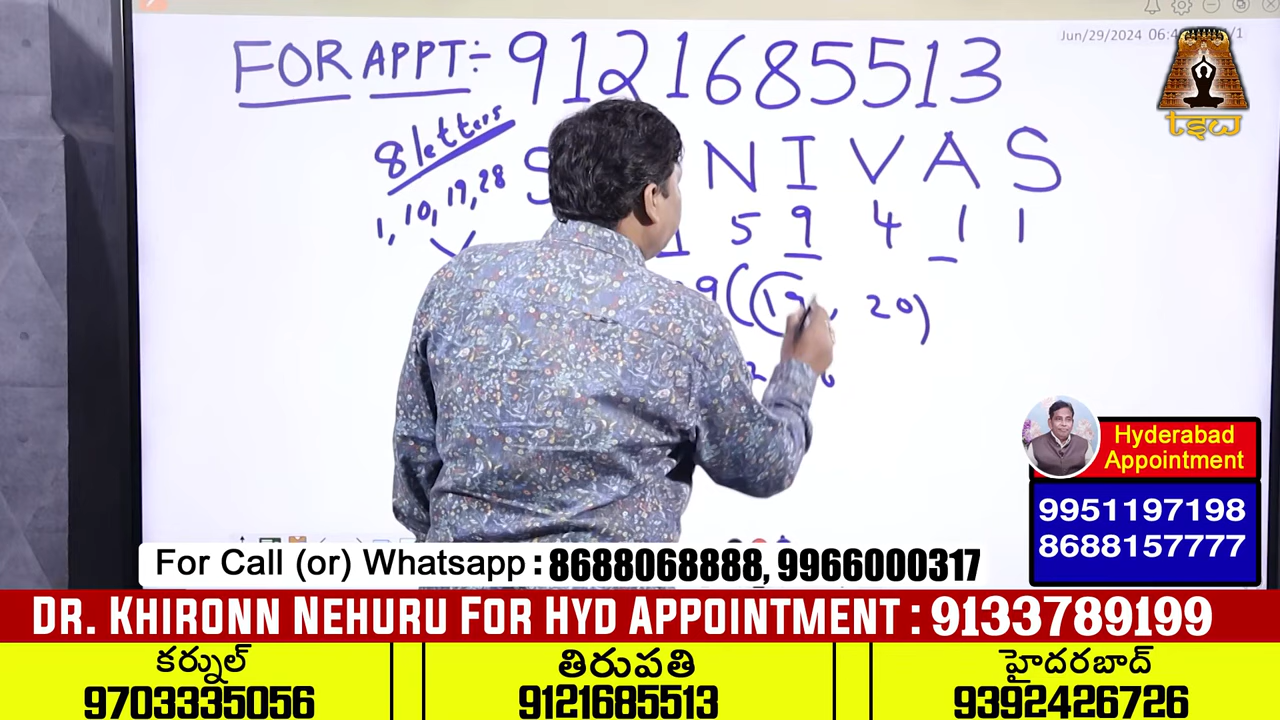 Jun/29/2024
FOR APPT:- 9121685513
TSW
8 letters
1, 10, 19, 28
S N I V A S
1 5 9 4 1 1
9 ( 19, 20)
Hyderabad
Appointment
9951197198
8688157777
For Call (or) Whatsapp : 8688068888, 9966000317
DR. KHIRONN NEHURU FOR HYD APPOINTMENT : 9133789199
కర్నుల్ తిరుపతి హైదరబాద్
9703335056 9121685513 9392426726